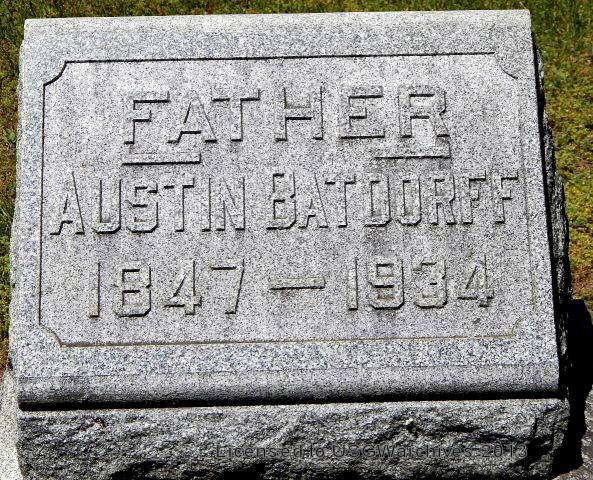 FATHER
AUSTIN BATDORFF
1847 — 1934
Licensed to USGWarchives 2013